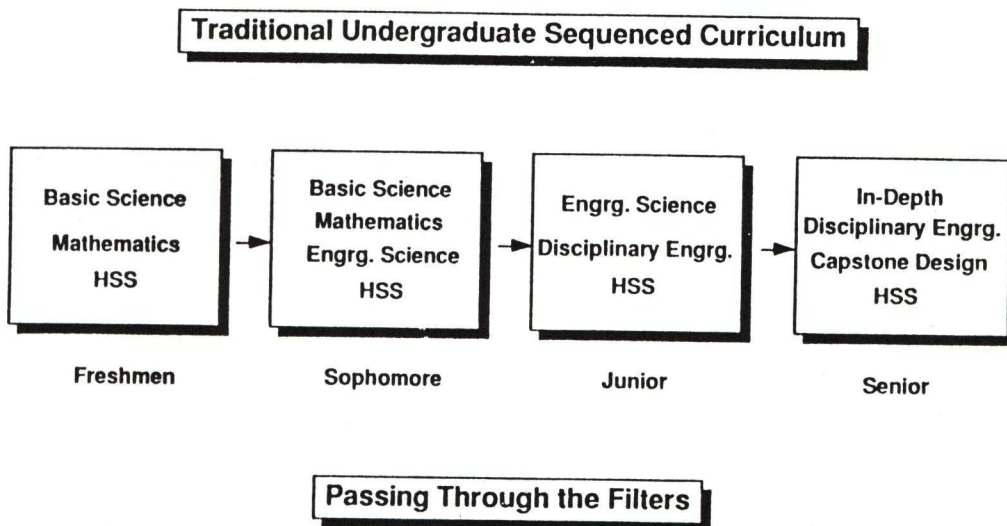 Traditional Undergraduate Sequenced Curriculum
Basic Science
Mathematics
HSS
Freshmen
Basic Science
Mathematics
Engrg. Science
HSS
Sophomore
Engrg. Science
Disciplinary Engrg.
HSS
Junior
In-Depth
Disciplinary Engrg.
Capstone Design
HSS
Senior
Passing Through the Filters